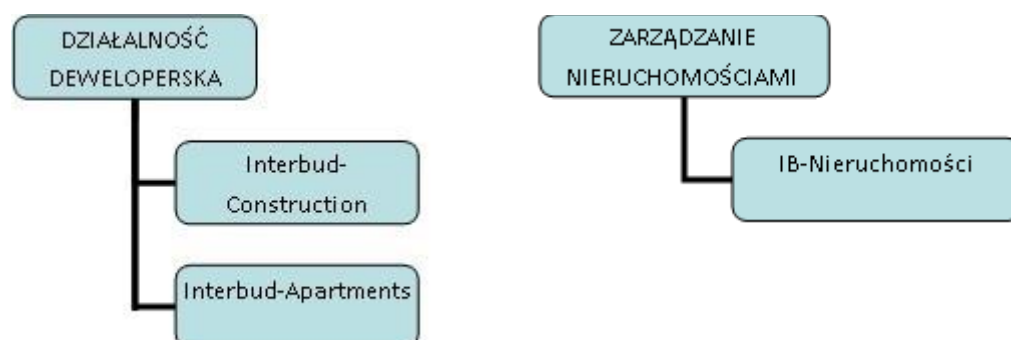 DZIAŁALNOŚĆ
DEWELOPERSKA
Interbud-
Construction
Interbud-Apartments
ZARZĄDZANIE
NIERUCHOMOŚCIAMI
IB-Nieruchomości